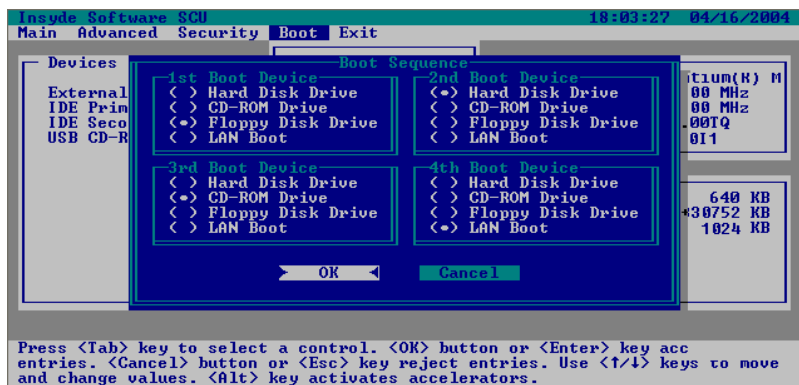 Insyde Software SCU 18:03:27 04/16/2004
Main Advanced Security Boot Exit
Boot Sequence
Devices
External
IDE Prim
IDE Seco
USB CD-R
1st Boot Device
( ) Hard Disk Drive
( ) CD-ROM Drive
(•) Floppy Disk Drive
( ) LAN Boot
2nd Boot Device
(•) Hard Disk Drive
( ) CD-ROM Drive
( ) Floppy Disk Drive
( ) LAN Boot
3rd Boot Device
( ) Hard Disk Drive
(•) CD-ROM Drive
( ) Floppy Disk Drive
( ) LAN Boot
4th Boot Device
( ) Hard Disk Drive
( ) CD-ROM Drive
( ) Floppy Disk Drive
(•) LAN Boot
M
00 MHz
00 MHz
.00TQ
0I1
640 KB
30752 KB
1024 KB
OK Cancel
Press <Tab> key to select a control. <OK> button or <Enter> key acc
entries. <Cancel> button or <Esc> key reject entries. Use <↑/↓> keys to move
and change values. <Alt> key activates accelerators.